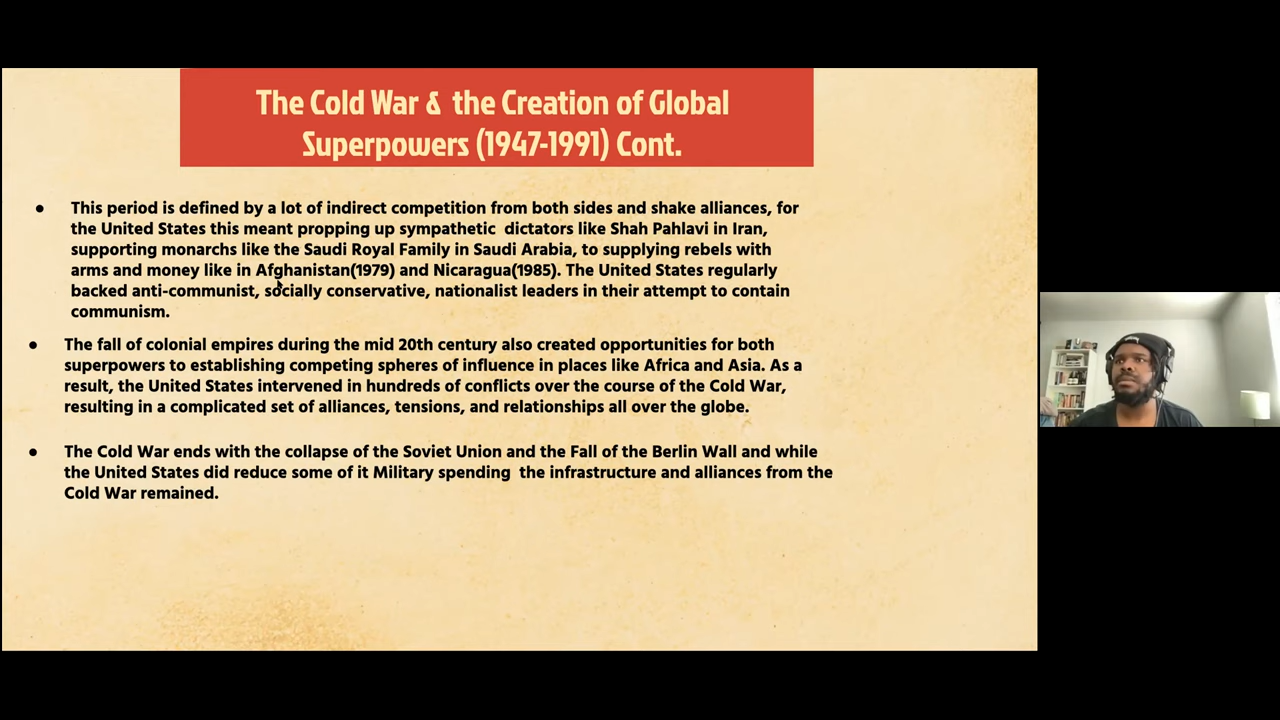 The Cold War & the Creation of Global
Superpowers (1947-1991) Cont.
● This period is defined by a lot of indirect competition from both sides and shake alliances, for
the United States this meant propping up sympathetic dictators like Shah Pahlavi in Iran,
supporting monarchs like the Saudi Royal Family in Saudi Arabia, to supplying rebels with
arms and money like in Afghanistan(1979) and Nicaragua(1985). The United States regularly
backed anti-communist, socially conservative, nationalist leaders in their attempt to contain
communism.
● The fall of colonial empires during the mid 20th century also created opportunities for both
superpowers to establishing competing spheres of influence in places like Africa and Asia. As a
result, the United States intervened in hundreds of conflicts over the course of the Cold War,
resulting in a complicated set of alliances, tensions, and relationships all over the globe.
● The Cold War ends with the collapse of the Soviet Union and the Fall of the Berlin Wall and while
the United States did reduce some of it Military spending the infrastructure and alliances from the
Cold War remained.